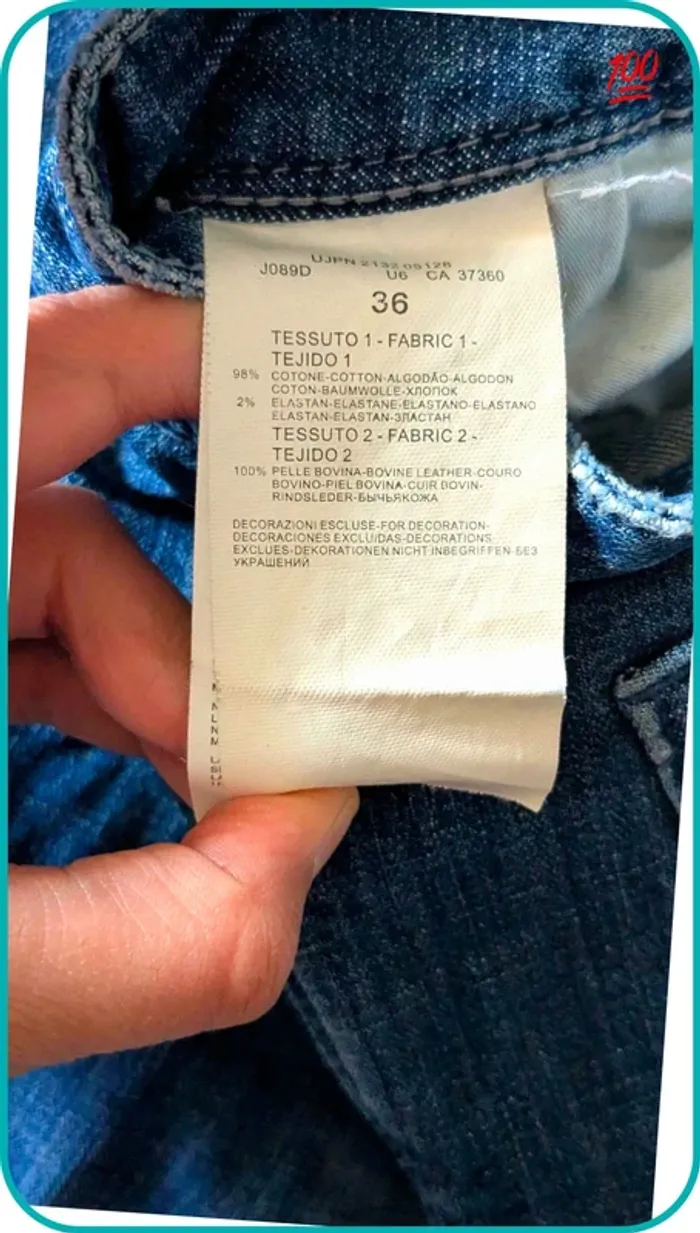 100
J089D U6 CA 37360
36
TESSUTO 1 - FABRIC 1 -
TEJIDO 1
98% COTONE-COTTON-ALGODÃO-ALGODON
COTON-BAUMWOLLE-ХЛОПОК
2% ELASTAN-ELASTANE-ELASTANO-ELASTANO
ELASTAN-ELASTAN-ЭЛАСТАН
TESSUTO 2 - FABRIC 2 -
TEJIDO 2
100% PELLE BOVINA-BOVINE LEATHER-COURO
BOVINO-PIEL BOVINA-CUIR BOVIN-
RINDSLEDER-БЫЧЬЯКОЖА
DECORAZIONI ESCLUSE-FOR DECORATION-
DECORACIONES EXCLUIDAS-DECORATIONS
EXCLUES-DEKORATIONEN NICHT INBEGRIFFEN-БЕЗ
УКРАШЕНИЙ